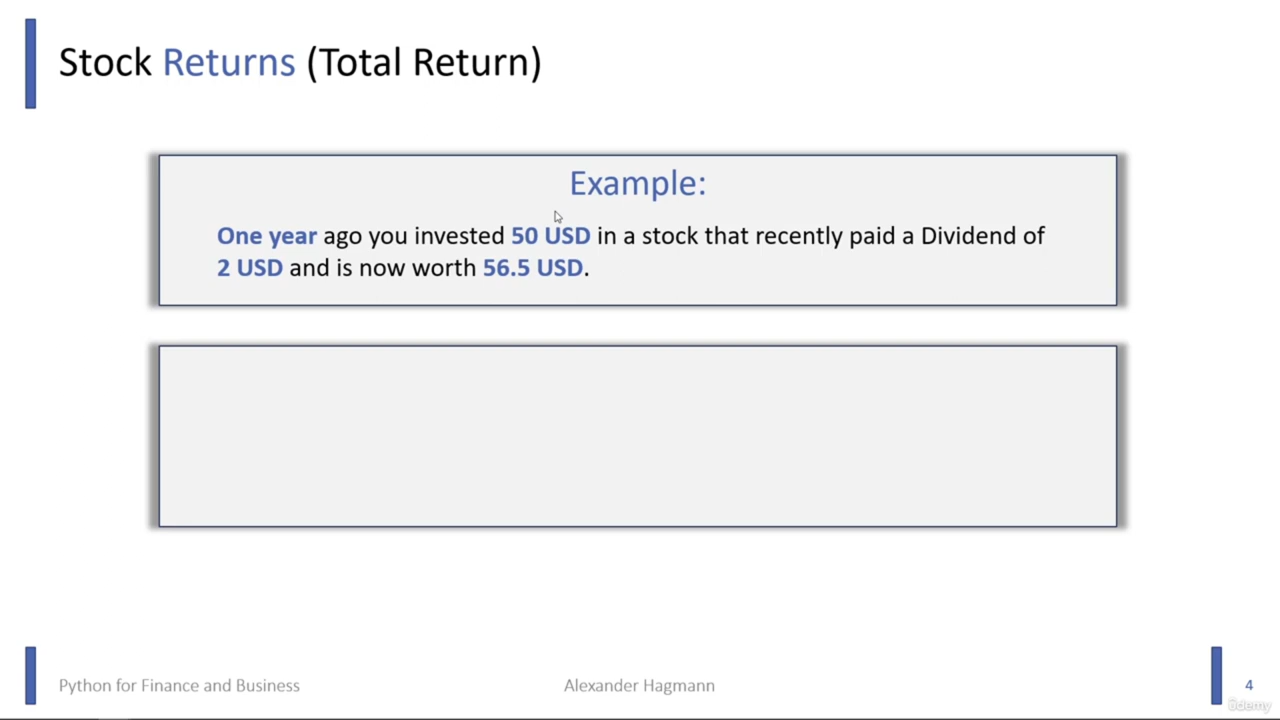 Stock Returns (Total Return)
Example:
One year ago you invested 50 USD in a stock that recently paid a Dividend of
2 USD and is now worth 56.5 USD.
Python for Finance and Business
Alexander Hagmann
4
ûdemy